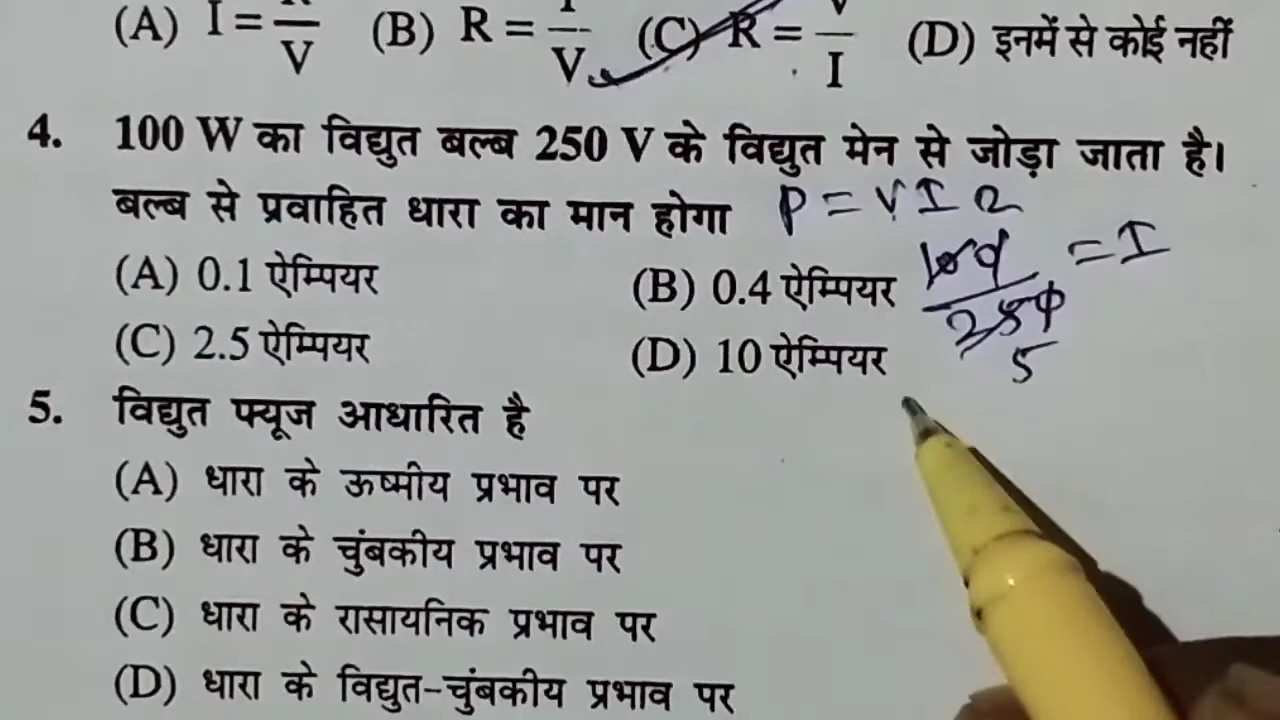 (A) I = R/V (B) R = I/V (C) R = V/I (D) इनमें से कोई नहीं
4. 100 W का विद्युत बल्ब 250 V के विद्युत मेन से जोड़ा जाता है।
बल्ब से प्रवाहित धारा का मान होगा P = V I 2
(A) 0.1 ऐम्पियर (B) 0.4 ऐम्पियर 100/250 = I
(C) 2.5 ऐम्पियर (D) 10 ऐम्पियर 5
5. विद्युत फ्यूज आधारित है
(A) धारा के ऊष्मीय प्रभाव पर
(B) धारा के चुंबकीय प्रभाव पर
(C) धारा के रासायनिक प्रभाव पर
(D) धारा के विद्युत-चुंबकीय प्रभाव पर